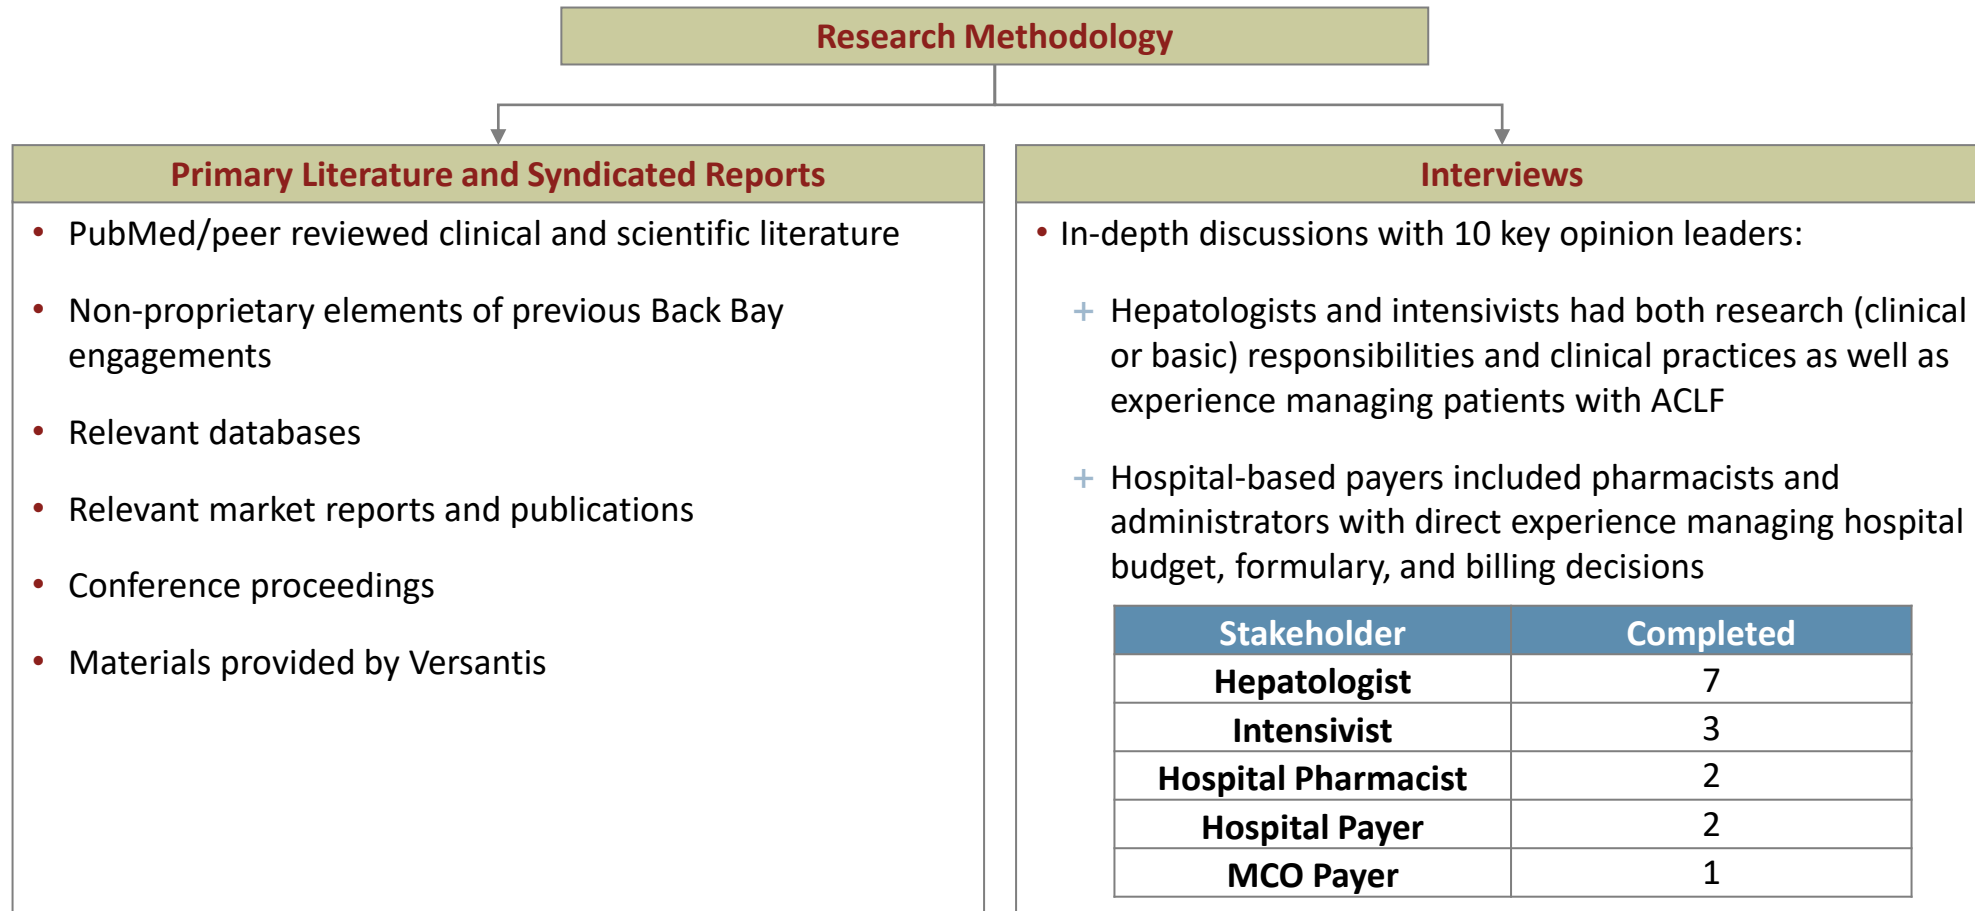 Research Methodology
Primary Literature and Syndicated Reports
• PubMed/peer reviewed clinical and scientific literature
• Non-proprietary elements of previous Back Bay
engagements
• Relevant databases
• Relevant market reports and publications
• Conference proceedings
• Materials provided by Versantis
Interviews
• In-depth discussions with 10 key opinion leaders:
+ Hepatologists and intensivists had both research (clinical
or basic) responsibilities and clinical practices as well as
experience managing patients with ACLF
+ Hospital-based payers included pharmacists and
administrators with direct experience managing hospital
budget, formulary, and billing decisions
Stakeholder Completed
Hepatologist 7
Intensivist 3
Hospital Pharmacist 2
Hospital Payer 2
MCO Payer 1